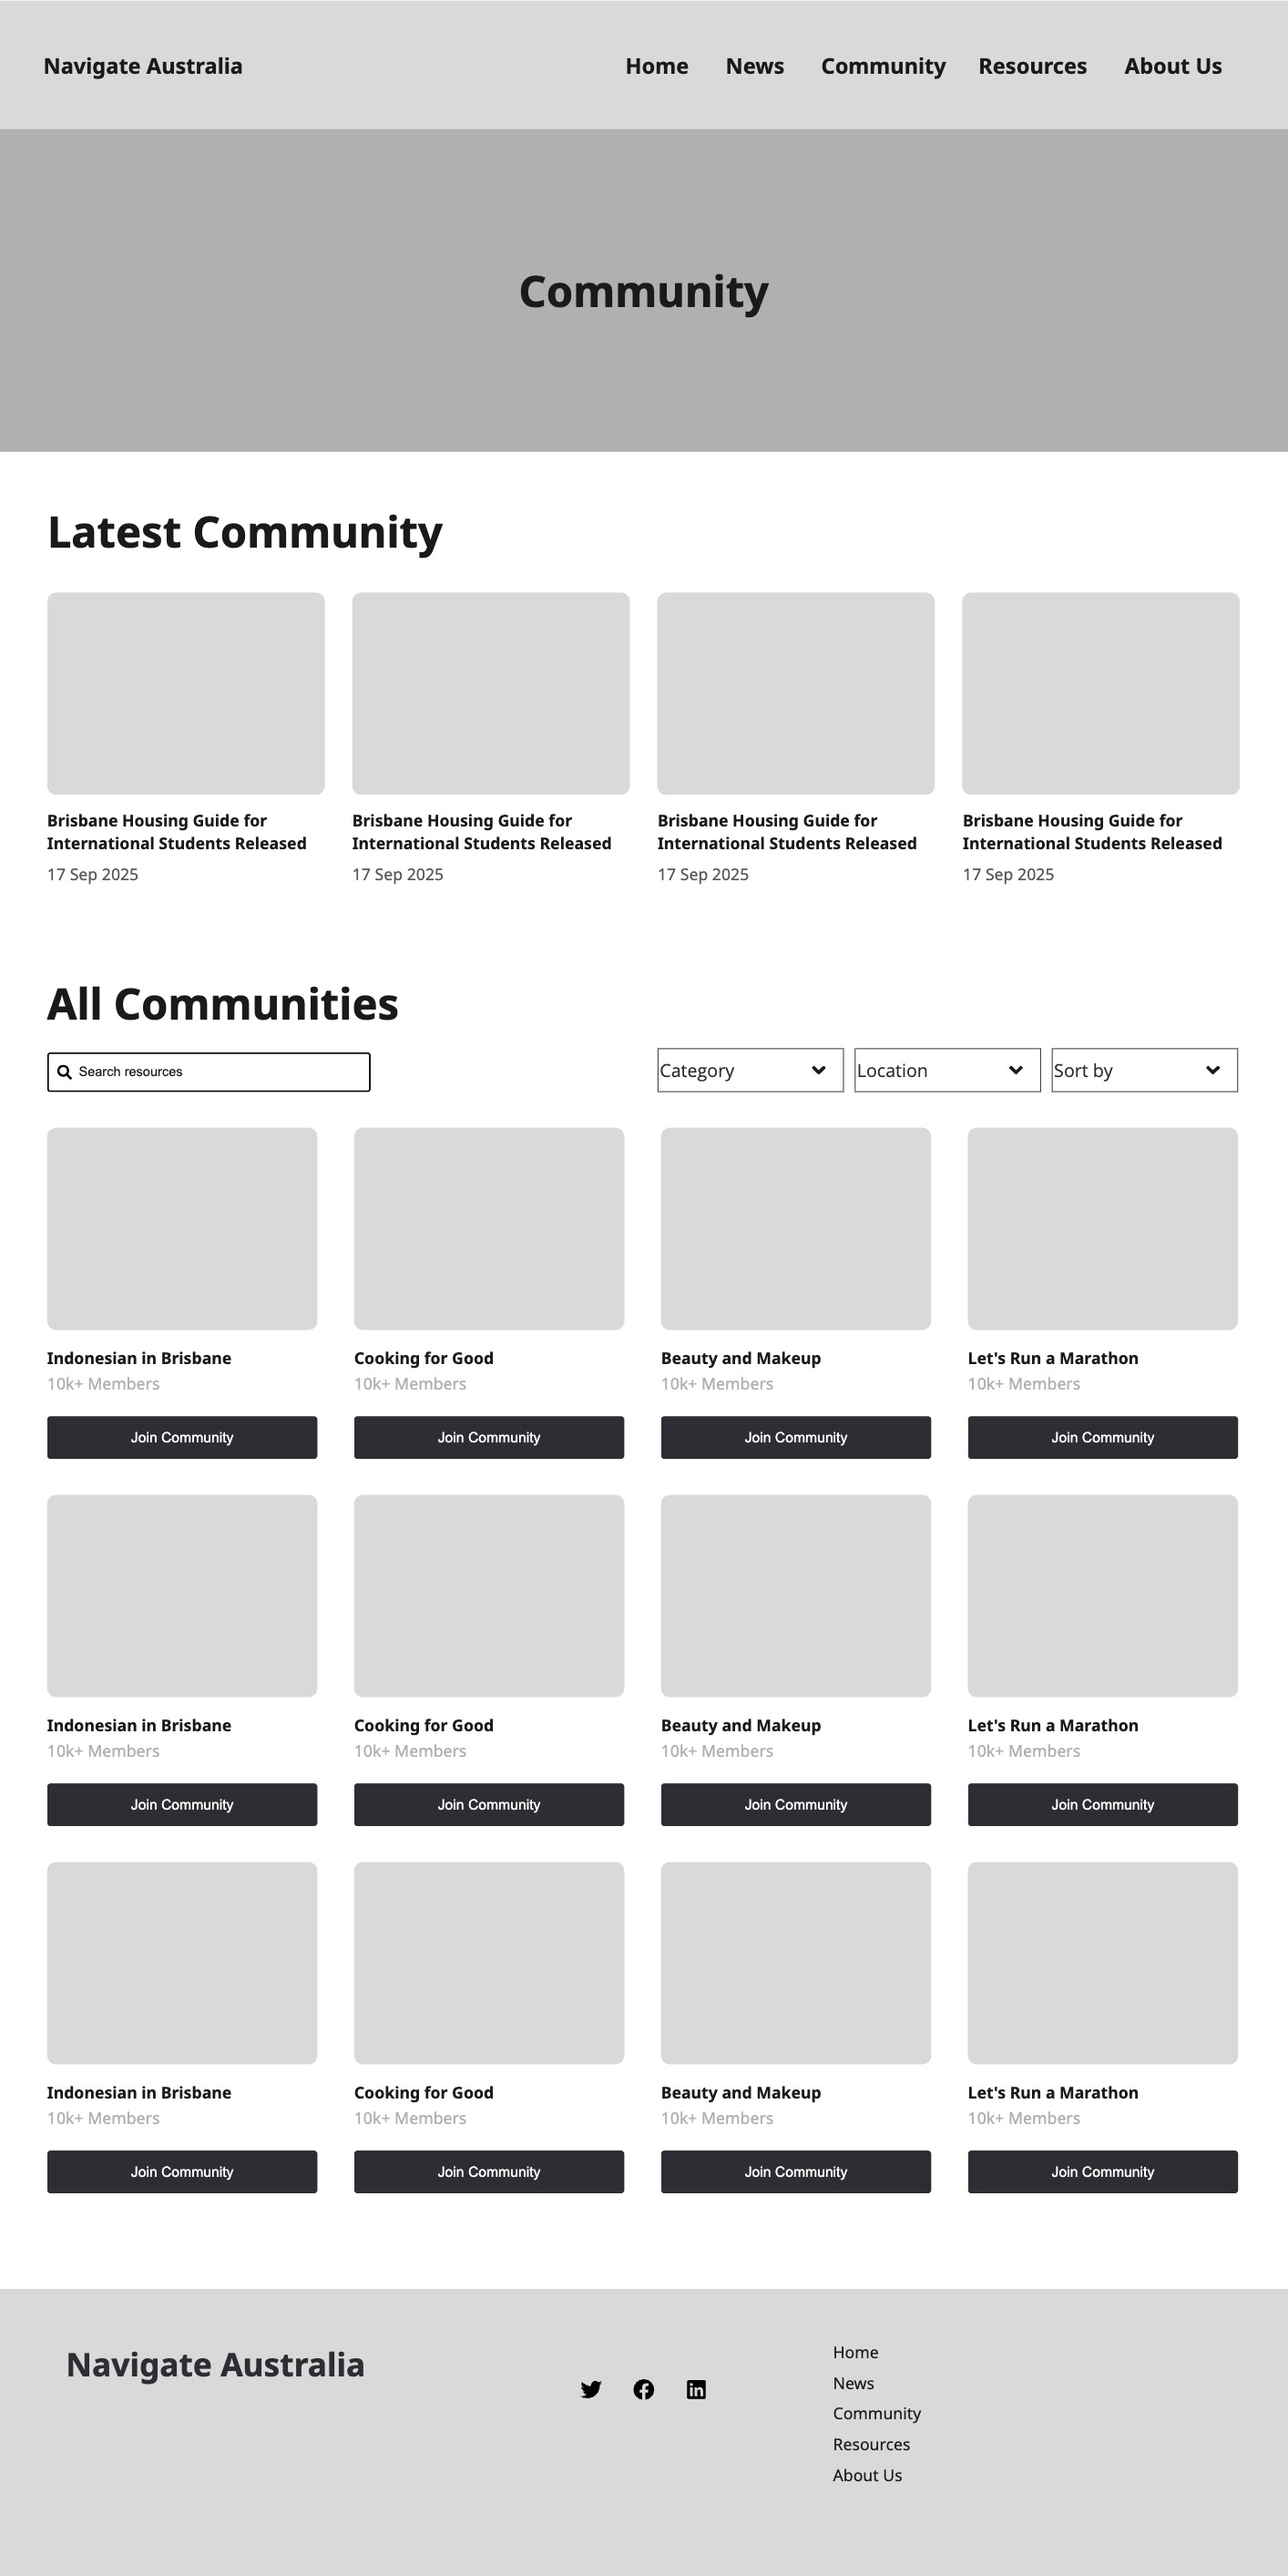 Navigate Australia
Home News Community Resources About Us
Community
Latest Community
Brisbane Housing Guide for
International Students Released
17 Sep 2025
Brisbane Housing Guide for
International Students Released
17 Sep 2025
Brisbane Housing Guide for
International Students Released
17 Sep 2025
Brisbane Housing Guide for
International Students Released
17 Sep 2025
All Communities
Search resources
Category
Location
Sort by
Indonesian in Brisbane
10k+ Members
Join Community
Cooking for Good
10k+ Members
Join Community
Beauty and Makeup
10k+ Members
Join Community
Let's Run a Marathon
10k+ Members
Join Community
Indonesian in Brisbane
10k+ Members
Join Community
Cooking for Good
10k+ Members
Join Community
Beauty and Makeup
10k+ Members
Join Community
Let's Run a Marathon
10k+ Members
Join Community
Indonesian in Brisbane
10k+ Members
Join Community
Cooking for Good
10k+ Members
Join Community
Beauty and Makeup
10k+ Members
Join Community
Let's Run a Marathon
10k+ Members
Join Community
Navigate Australia
Home
News
Community
Resources
About Us